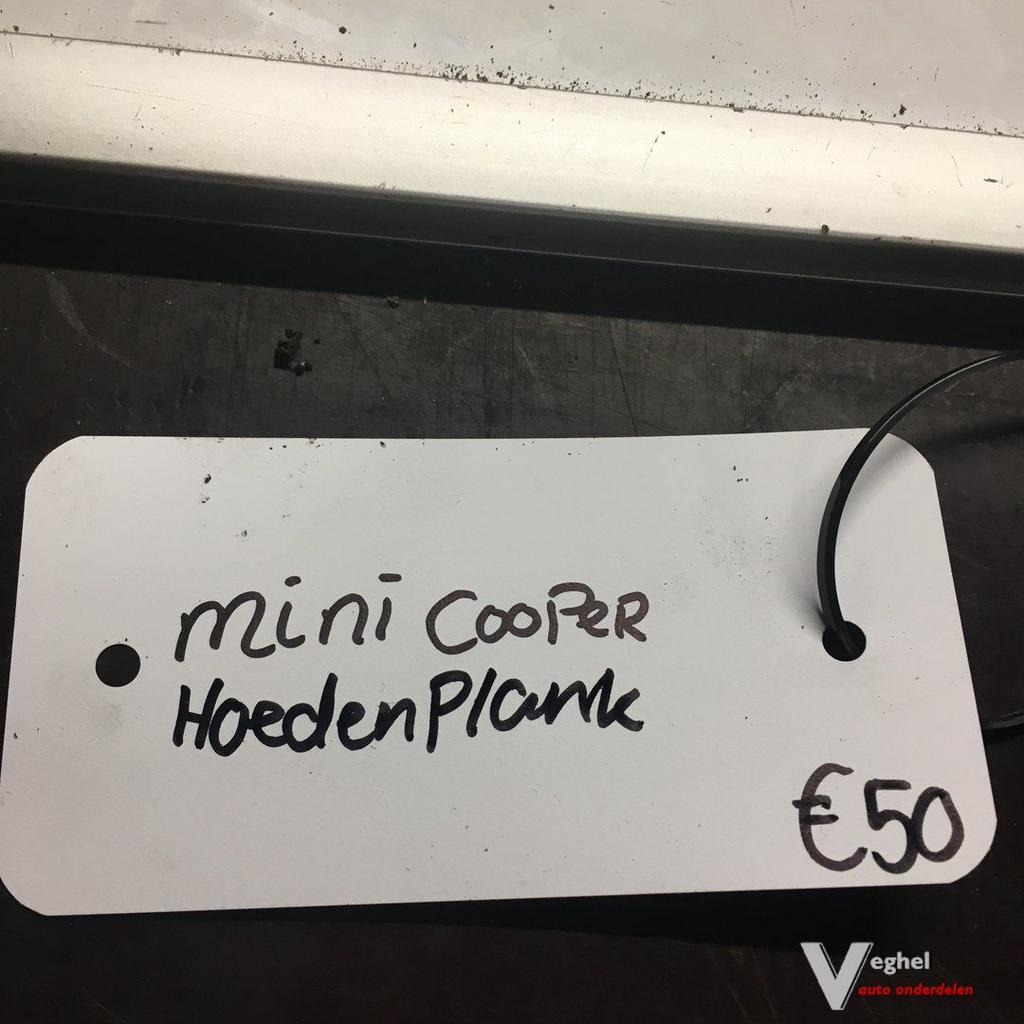 mini CooPeR
HoedenPlank
€50
Veghel
auto onderdelen